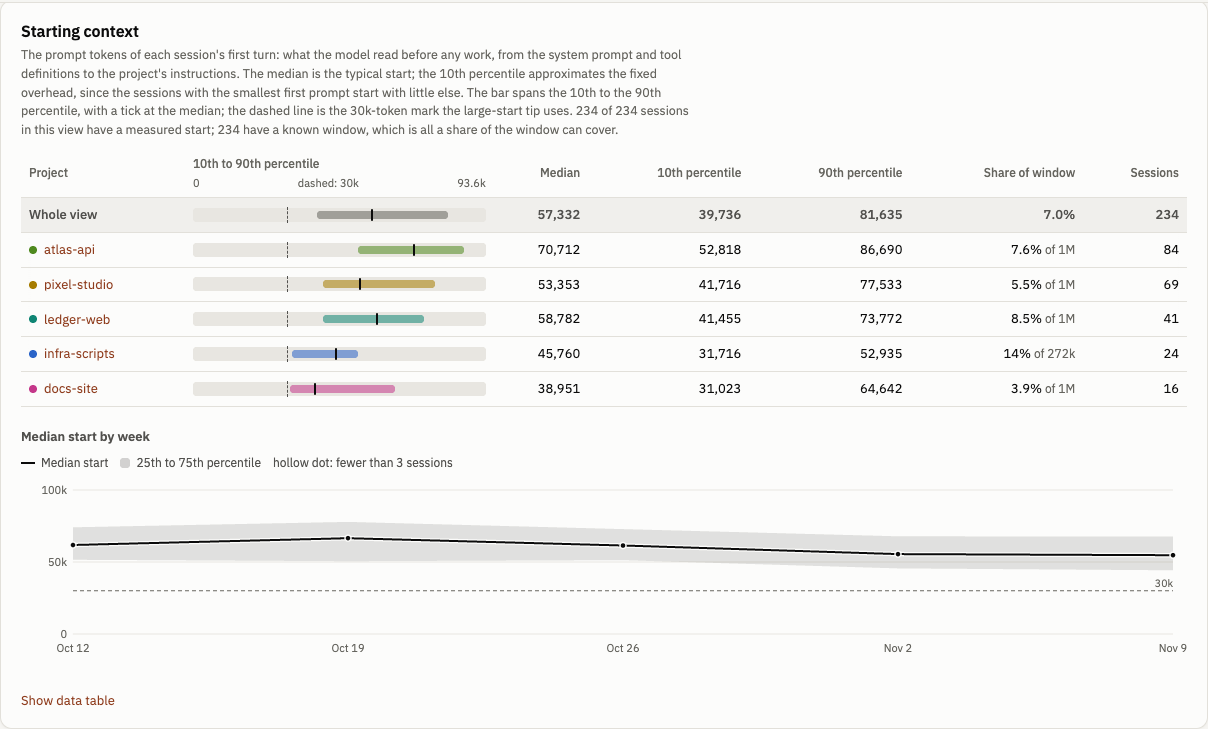 Starting context
The prompt tokens of each session's first turn: what the model read before any work, from the system prompt and tool
definitions to the project's instructions. The median is the typical start; the 10th percentile approximates the fixed
overhead, since the sessions with the smallest first prompt start with little else. The bar spans the 10th to the 90th
percentile, with a tick at the median; the dashed line is the 30k-token mark the large-start tip uses. 234 of 234 sessions
in this view have a measured start; 234 have a known window, which is all a share of the window can cover.
Project 10th to 90th percentile Median 10th percentile 90th percentile Share of window Sessions
0 dashed: 30k 93.6k
Whole view 57,332 39,736 81,635 7.0% 234
atlas-api 70,712 52,818 86,690 7.6% of 1M 84
pixel-studio 53,353 41,716 77,533 5.5% of 1M 69
ledger-web 58,782 41,455 73,772 8.5% of 1M 41
infra-scripts 45,760 31,716 52,935 14% of 272k 24
docs-site 38,951 31,023 64,642 3.9% of 1M 16
Median start by week
Median start 25th to 75th percentile hollow dot: fewer than 3 sessions
100k
50k
30k
0
Oct 12 Oct 19 Oct 26 Nov 2 Nov 9
Show data table